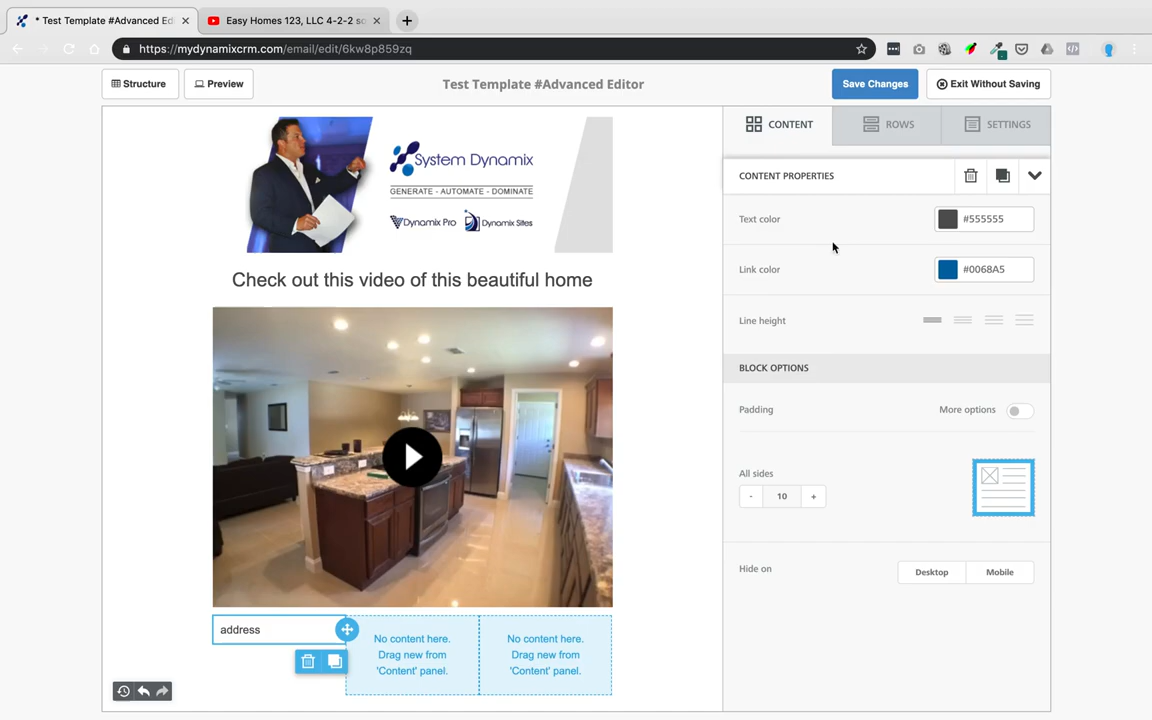 * Test Template #Advanced Edi
Easy Homes 123, LLC 4-2-2 so
https://mydynamixcrm.com/email/edit/6kw8p859zq
Structure
Preview
Test Template #Advanced Editor
Save Changes
Exit Without Saving
System Dynamix
GENERATE - AUTOMATE - DOMINATE
Dynamix Pro
Dynamix Sites
Check out this video of this beautiful home
address
No content here.
Drag new from
'Content' panel.
No content here.
Drag new from
'Content' panel.
CONTENT
ROWS
SETTINGS
CONTENT PROPERTIES
Text color
#555555
Link color
#0068A5
Line height
BLOCK OPTIONS
Padding
More options
All sides
- 10 +
Hide on
Desktop
Mobile